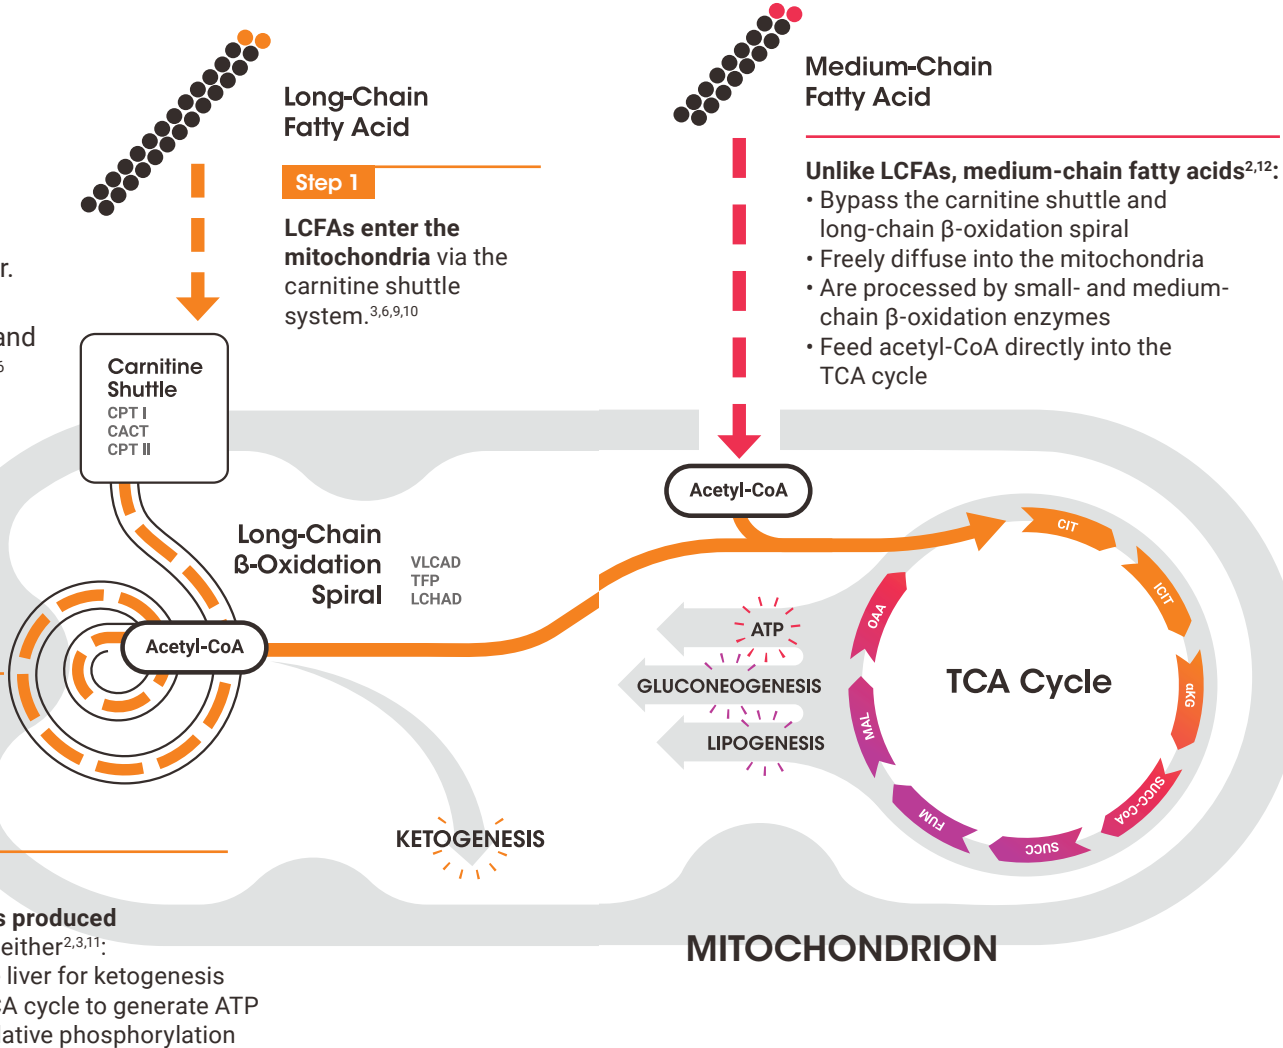 Long-Chain
Fatty Acid
Step 1
LCFAs enter the
mitochondria via the
carnitine shuttle
system.3,6,9,10
Medium-Chain
Fatty Acid
Unlike LCFAs, medium-chain fatty acids2,12:
• Bypass the carnitine shuttle and
long-chain β-oxidation spiral
• Freely diffuse into the mitochondria
• Are processed by small- and medium-
chain β-oxidation enzymes
• Feed acetyl-CoA directly into the
TCA cycle
r.
and
6
Carnitine
Shuttle
CPT I
CACT
CPT II
Long-Chain
ß-Oxidation
Spiral
VLCAD
TFP
LCHAD
Acetyl-CoA
Acetyl-CoA
ATP
GLUCONEOGENESIS
LIPOGENESIS
KETOGENESIS
TCA Cycle
CIT
ICIT
αKG
SUCC-CoA
SUCC
FUM
MAL
OAA
MITOCHONDRION
s produced
either2,3,11:
liver for ketogenesis
CA cycle to generate ATP
lative phosphorylation